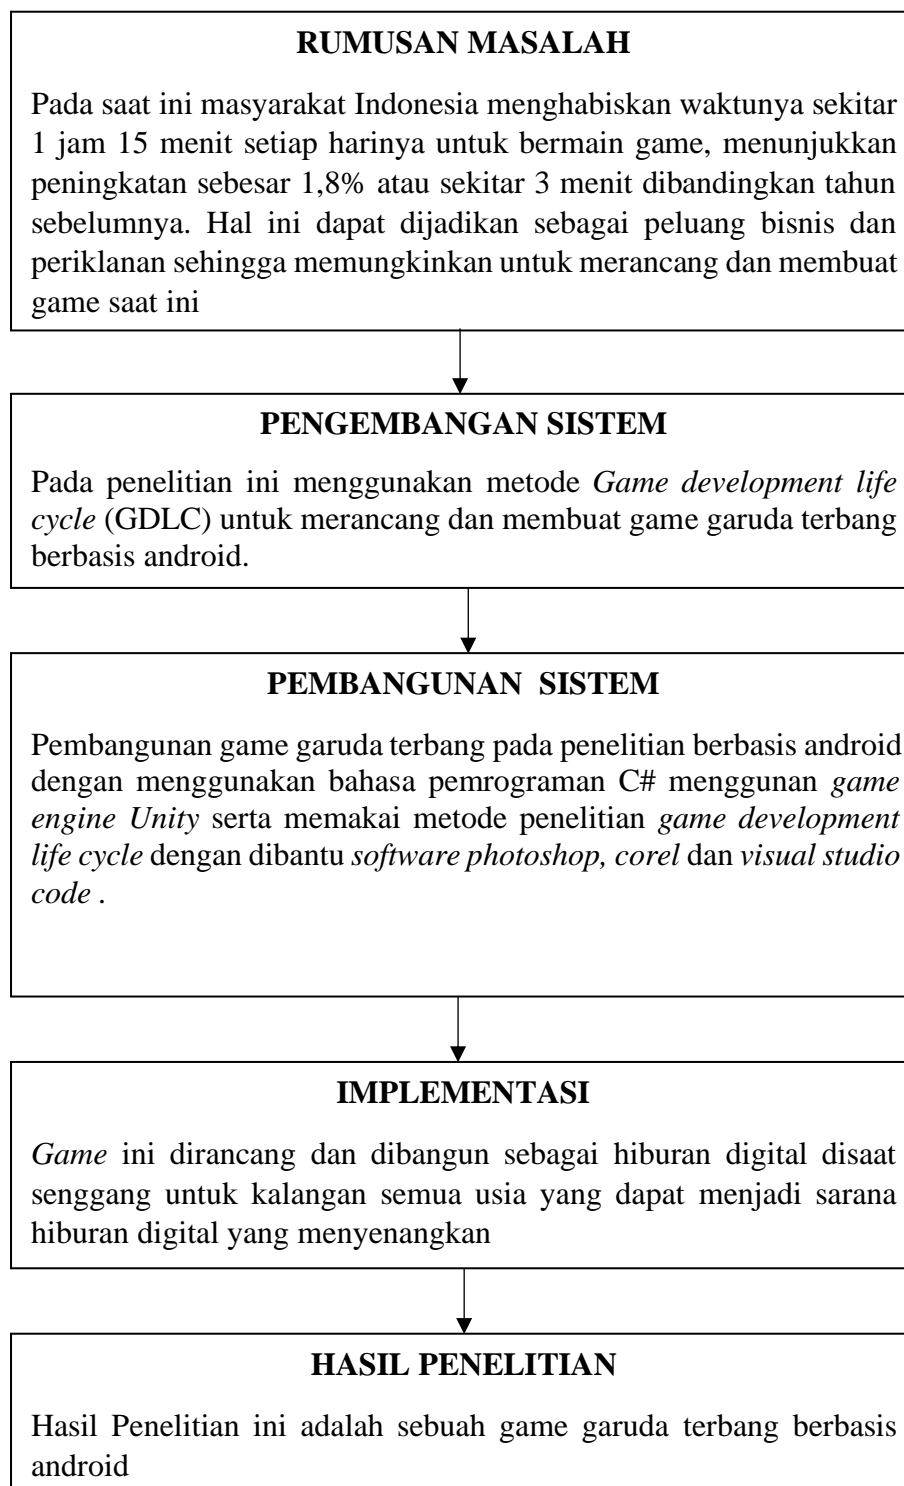 RUMUSAN MASALAH
Pada saat ini masyarakat Indonesia menghabiskan waktunya sekitar
1 jam 15 menit setiap harinya untuk bermain game, menunjukkan
peningkatan sebesar 1,8% atau sekitar 3 menit dibandingkan tahun
sebelumnya. Hal ini dapat dijadikan sebagai peluang bisnis dan
periklanan sehingga memungkinkan untuk merancang dan membuat
game saat ini
PENGEMBANGAN SISTEM
Pada penelitian ini menggunakan metode Game development life
cycle (GDLC) untuk merancang dan membuat game garuda terbang
berbasis android.
PEMBANGUNAN SISTEM
Pembangunan game garuda terbang pada penelitian berbasis android
dengan menggunakan bahasa pemrograman C# menggunan game
engine Unity serta memakai metode penelitian game development
life cycle dengan dibantu software photoshop, corel dan visual studio
code .
IMPLEMENTASI
Game ini dirancang dan dibangun sebagai hiburan digital disaat
senggang untuk kalangan semua usia yang dapat menjadi sarana
hiburan digital yang menyenangkan
HASIL PENELITIAN
Hasil Penelitian ini adalah sebuah game garuda terbang berbasis
android